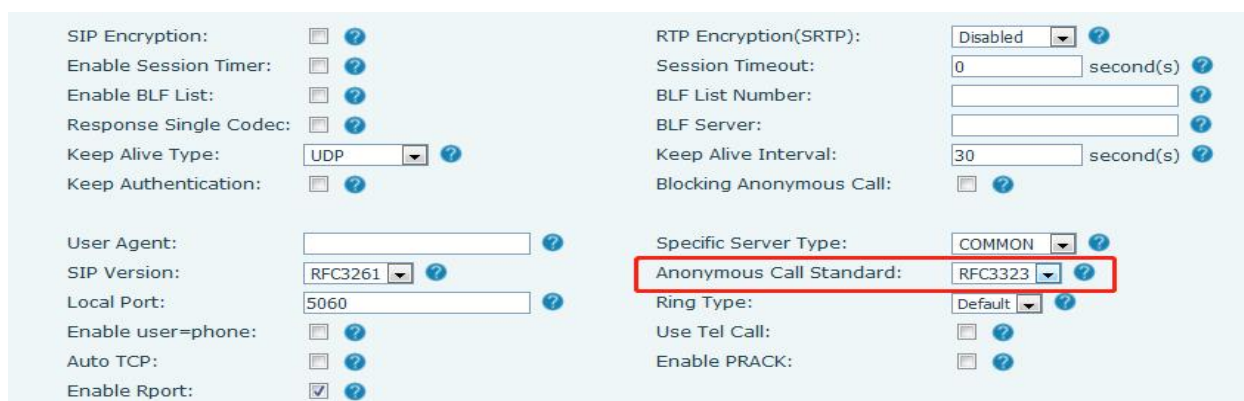 SIP Encryption: RTP Encryption(SRTP): Disabled
Enable Session Timer: Session Timeout: 0 second(s)
Enable BLF List: BLF List Number:
Response Single Codec: BLF Server:
Keep Alive Type: UDP Keep Alive Interval: 30 second(s)
Keep Authentication: Blocking Anonymous Call:
User Agent: Specific Server Type: COMMON
SIP Version: RFC3261 Anonymous Call Standard: RFC3323
Local Port: 5060 Ring Type: Default
Enable user=phone: Use Tel Call:
Auto TCP: Enable PRACK:
Enable Rport: